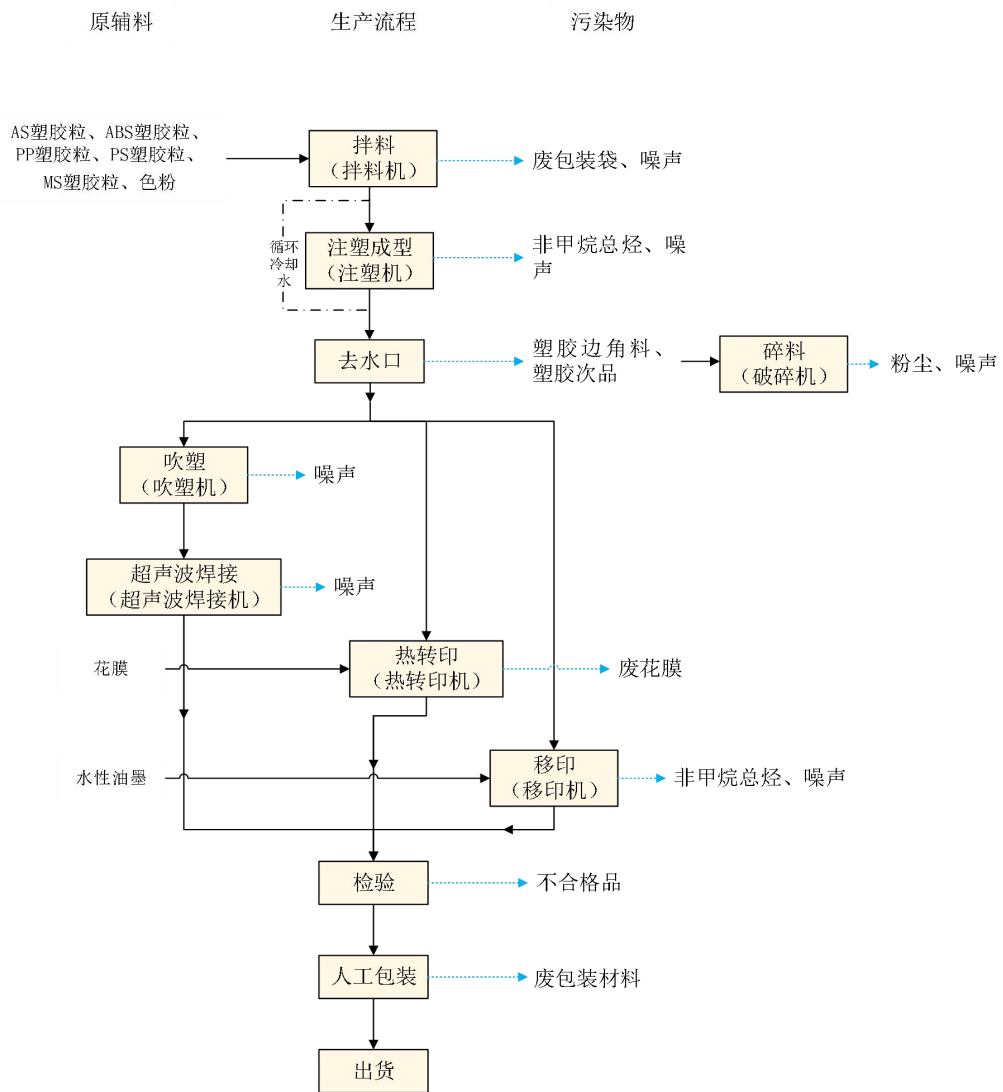 原辅料
生产流程
污染物
AS塑胶粒、ABS塑胶粒、
PP塑胶粒、PS塑胶粒、
MS塑胶粒、色粉
拌料
（拌料机）
废包装袋、噪声
循环
冷却
水
注塑成型
（注塑机）
非甲烷总烃、噪
声
去水口
塑胶边角料、
塑胶次品
碎料
（破碎机）
粉尘、噪声
吹塑
（吹塑机）
噪声
超声波焊接
（超声波焊接机）
噪声
花膜
热转印
（热转印机）
废花膜
水性油墨
移印
（移印机）
非甲烷总烃、噪声
检验
不合格品
人工包装
废包装材料
出货